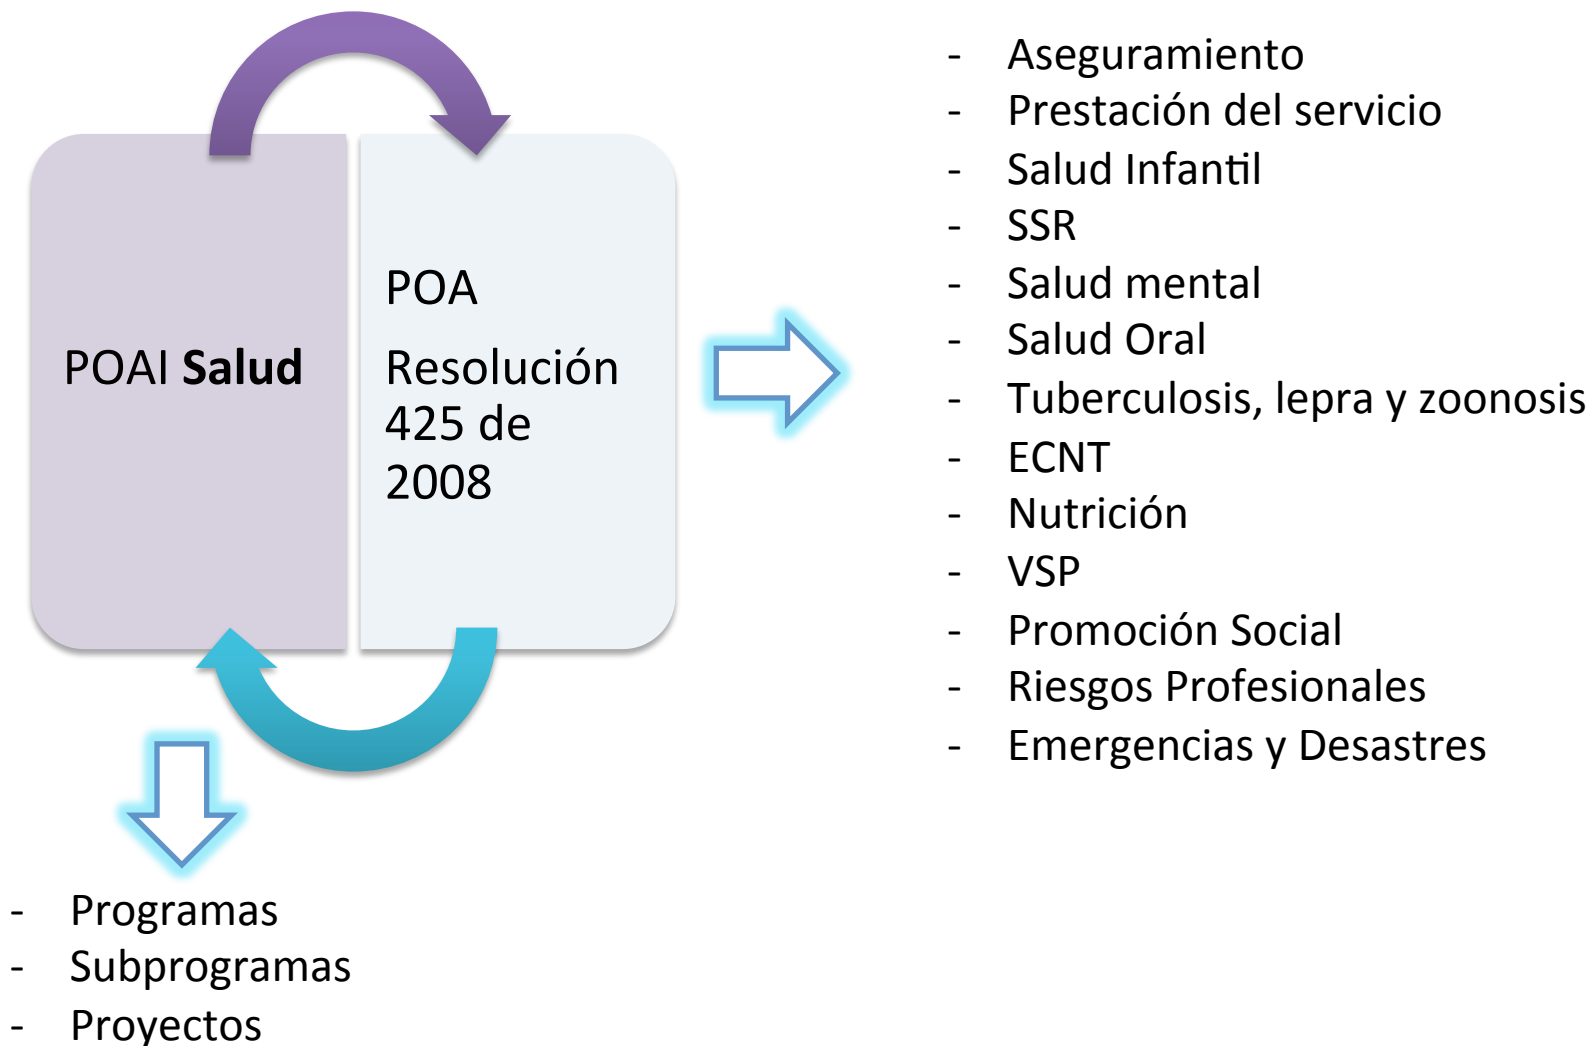 POAI Salud
POA
Resolución
425 de
2008
- Aseguramiento
- Prestación del servicio
- Salud Infantil
- SSR
- Salud mental
- Salud Oral
- Tuberculosis, lepra y zoonosis
- ECNT
- Nutrición
- VSP
- Promoción Social
- Riesgos Profesionales
- Emergencias y Desastres
- Programas
- Subprogramas
- Proyectos